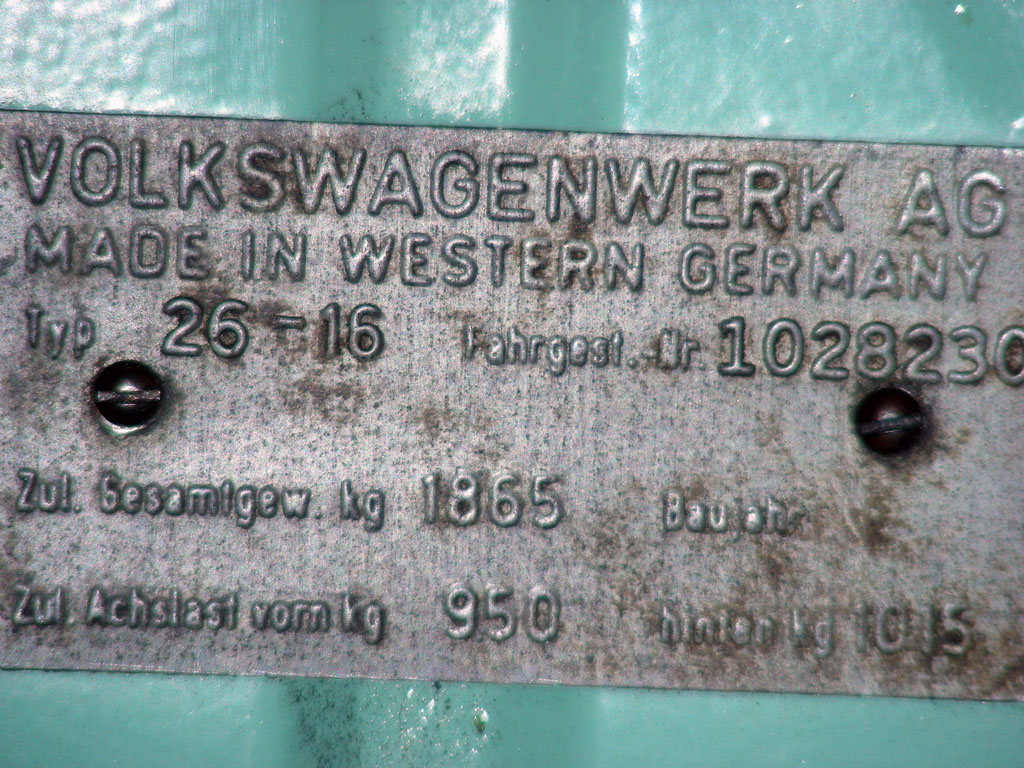 VOLKSWAGENWERK AG
MADE IN WESTERN GERMANY
Typ 26-16 Fahrgest.-Nr 1028230
Zul. Gesamtgew. kg 1865 Baujahr
Zul. Achslast vorn kg 950 hinten kg 1015